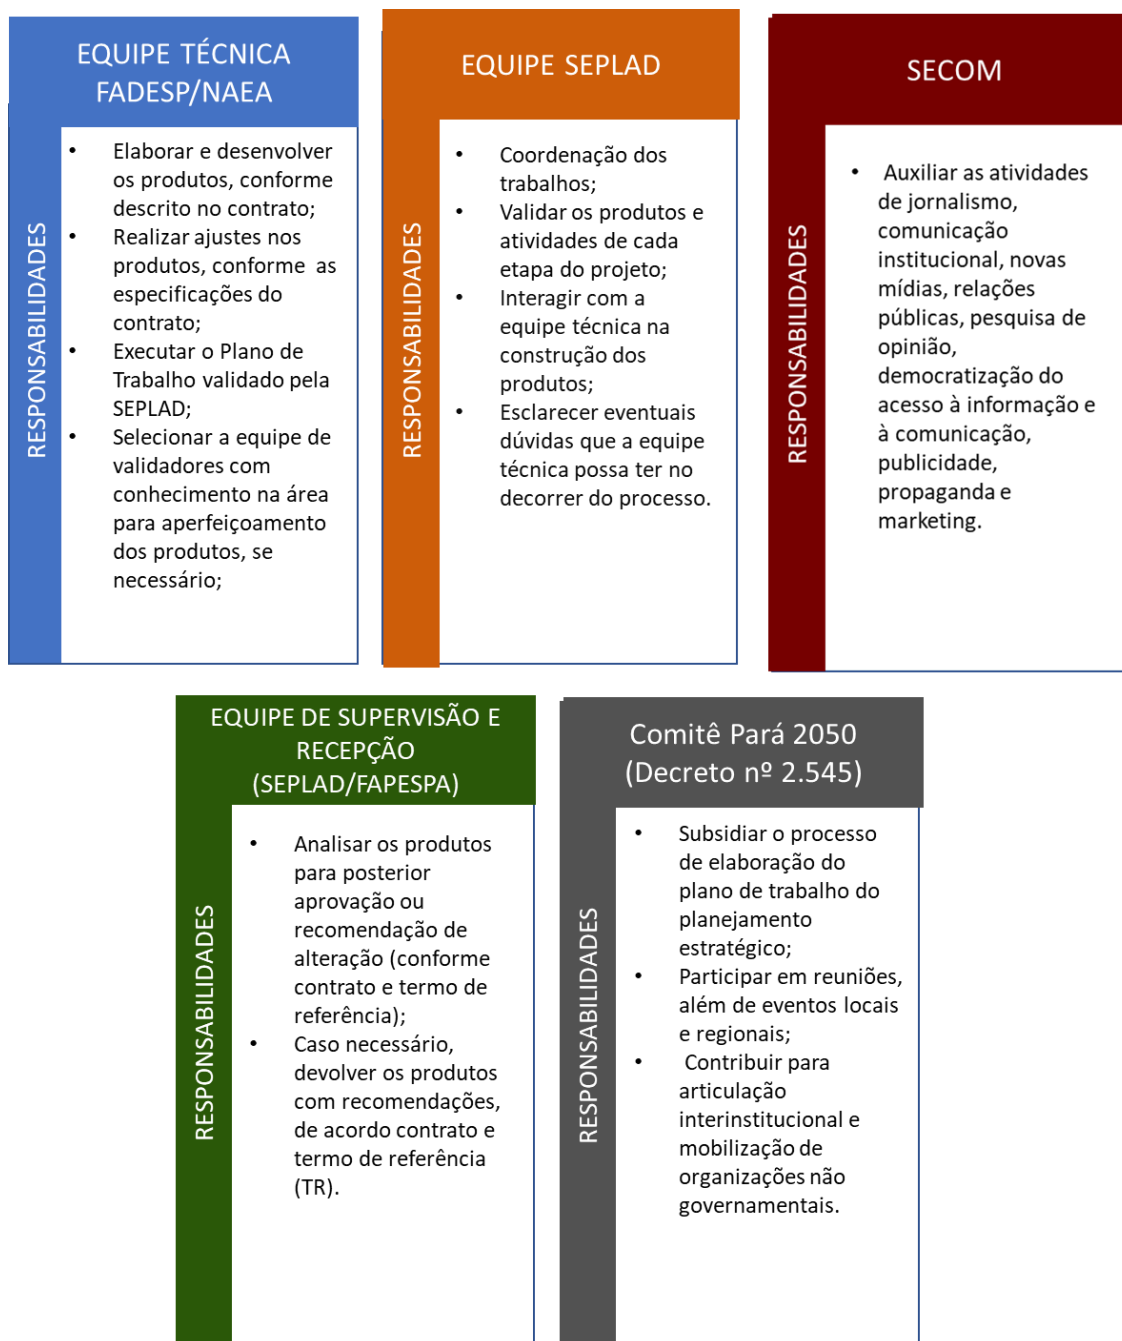 EQUIPE TÉCNICA
FADESP/NAEA
RESPONSABILIDADES
• Elaborar e desenvolver
os produtos, conforme
descrito no contrato;
• Realizar ajustes nos
produtos, conforme as
especificações do
contrato;
• Executar o Plano de
Trabalho validado pela
SEPLAD;
• Selecionar a equipe de
validadores com
conhecimento na área
para aperfeiçoamento
dos produtos, se
necessário;
EQUIPE SEPLAD
RESPONSABILIDADES
• Coordenação dos
trabalhos;
• Validar os produtos e
atividades de cada
etapa do projeto;
• Interagir com a
equipe técnica na
construção dos
produtos;
• Esclarecer eventuais
dúvidas que a equipe
técnica possa ter no
decorrer do processo.
SECOM
RESPONSABILIDADES
• Auxiliar as atividades
de jornalismo,
comunicação
institucional, novas
mídias, relações
públicas, pesquisa de
opinião,
democratização do
acesso à informação e
à comunicação,
publicidade,
propaganda e
marketing.
EQUIPE DE SUPERVISÃO E
RECEPÇÃO
(SEPLAD/FAPESPA)
RESPONSABILIDADES
• Analisar os produtos
para posterior
aprovação ou
recomendação de
alteração (conforme
contrato e termo de
referência);
• Caso necessário,
devolver os produtos
com recomendações,
de acordo contrato e
termo de referência
(TR).
Comitê Pará 2050
(Decreto nº 2.545)
RESPONSABILIDADES
• Subsidiar o processo
de elaboração do
plano de trabalho do
planejamento
estratégico;
• Participar em reuniões,
além de eventos locais
e regionais;
• Contribuir para
articulação
interinstitucional e
mobilização de
organizações não
governamentais.